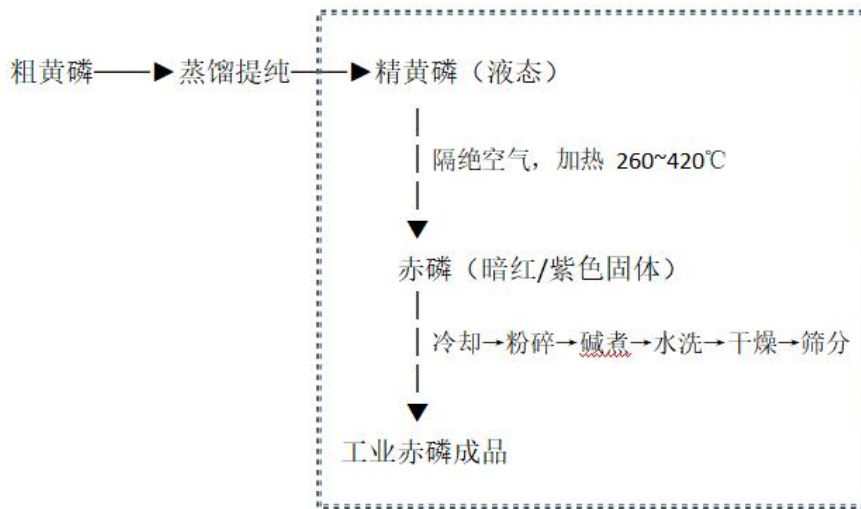 粗黄磷 蒸馏提纯 精黄磷（液态）
隔绝空气，加热 260~420℃
赤磷（暗红/紫色固体）
冷却→粉碎→碱煮→水洗→干燥→筛分
工业赤磷成品